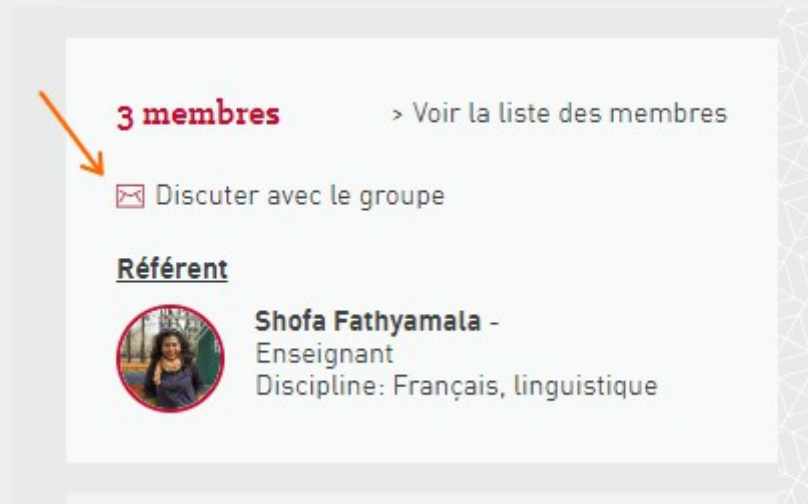 3 membres > Voir la liste des membres
Discuter avec le groupe
Référent
Shofa Fathyamala -
Enseignant
Discipline: Français, linguistique